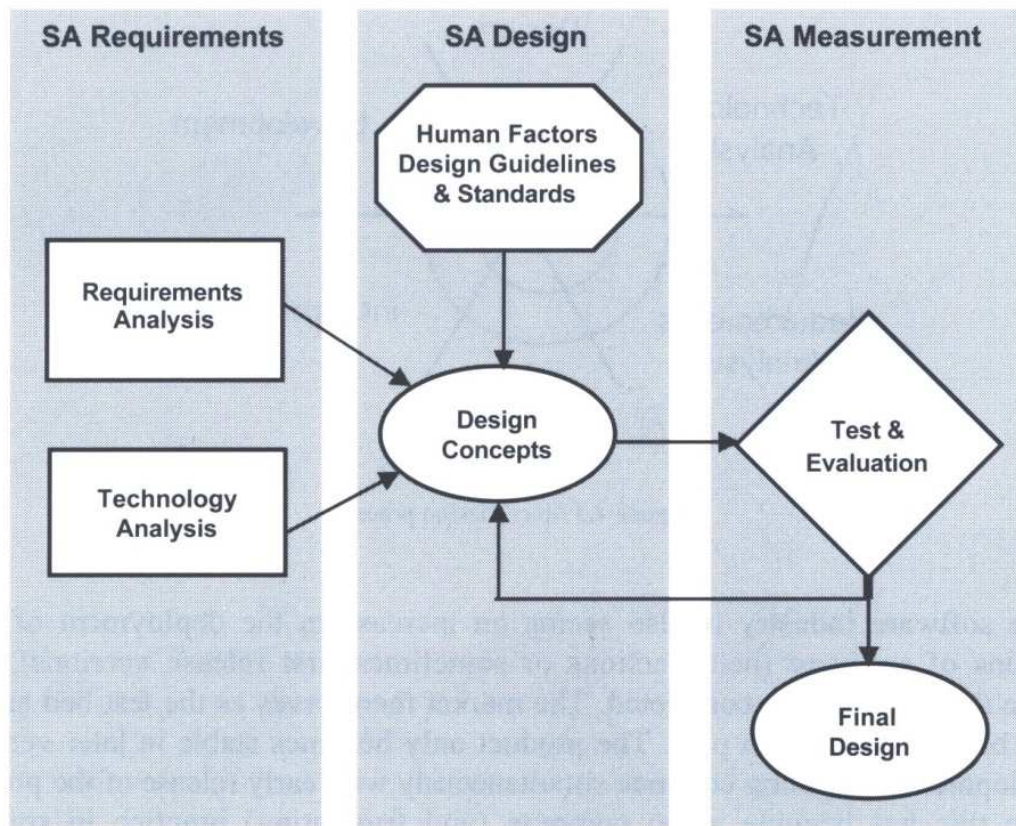 SA Requirements
SA Design
SA Measurement
Human Factors
Design Guidelines
& Standards
Requirements
Analysis
Technology
Analysis
Design
Concepts
Test &
Evaluation
Final
Design